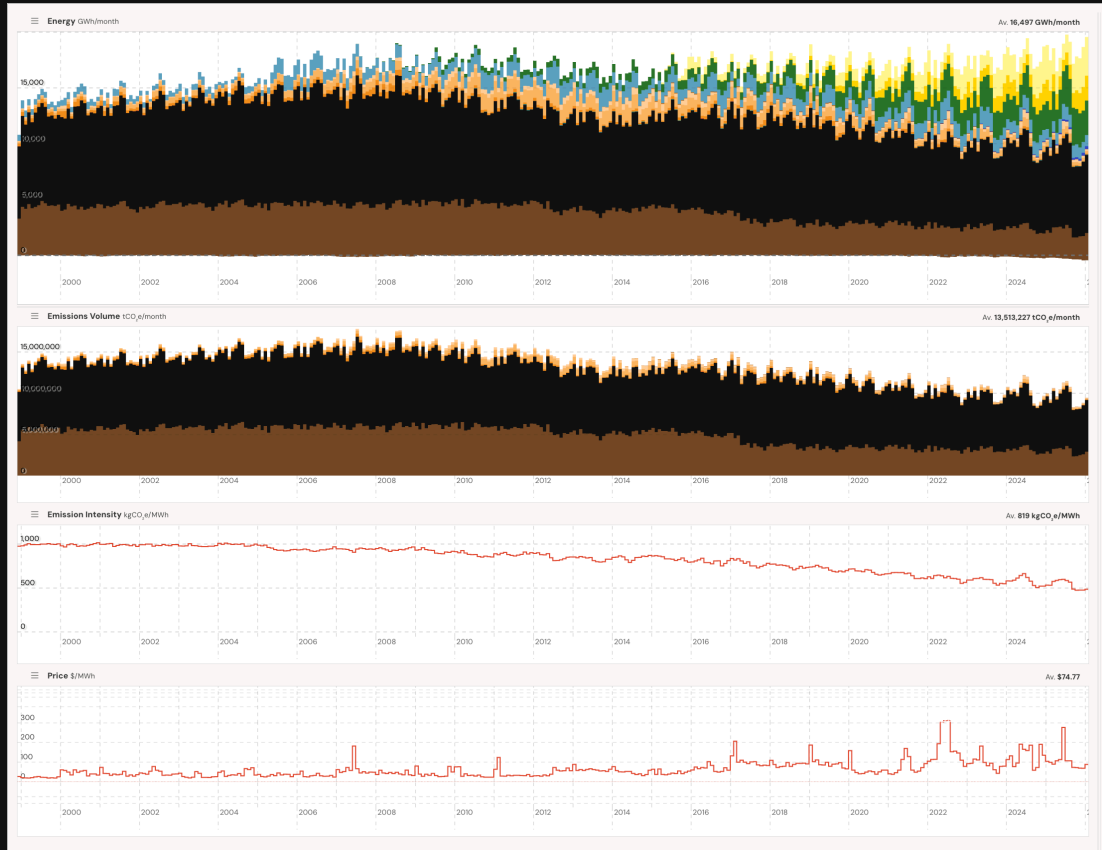 Energy GWh/month Av. 16,497 GWh/month
15,000
10,000
5,000
0
2000 2002 2004 2006 2008 2010 2012 2014 2016 2018 2020 2022 2024
Emissions Volume tCO₂e/month Av. 13,513,227 tCO₂e/month
15,000,000
10,000,000
5,000,000
0
2000 2002 2004 2006 2008 2010 2012 2014 2016 2018 2020 2022 2024
Emission Intensity kgCO₂e/MWh Av. 819 kgCO₂e/MWh
1,000
500
0
2000 2002 2004 2006 2008 2010 2012 2014 2016 2018 2020 2022 2024
Price $/MWh Av. $74.77
300
200
100
0
2000 2002 2004 2006 2008 2010 2012 2014 2016 2018 2020 2022 2024